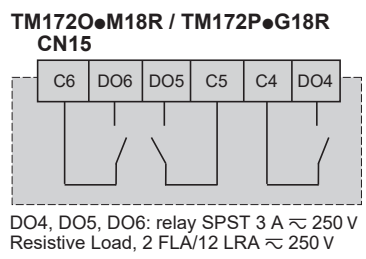 TM172O●M18R / TM172P●G18R
CN15
C6 DO6 DO5 C5 C4 DO4
DO4, DO5, DO6: relay SPST 3 A ⏦ 250 V
Resistive Load, 2 FLA/12 LRA ⏦ 250 V